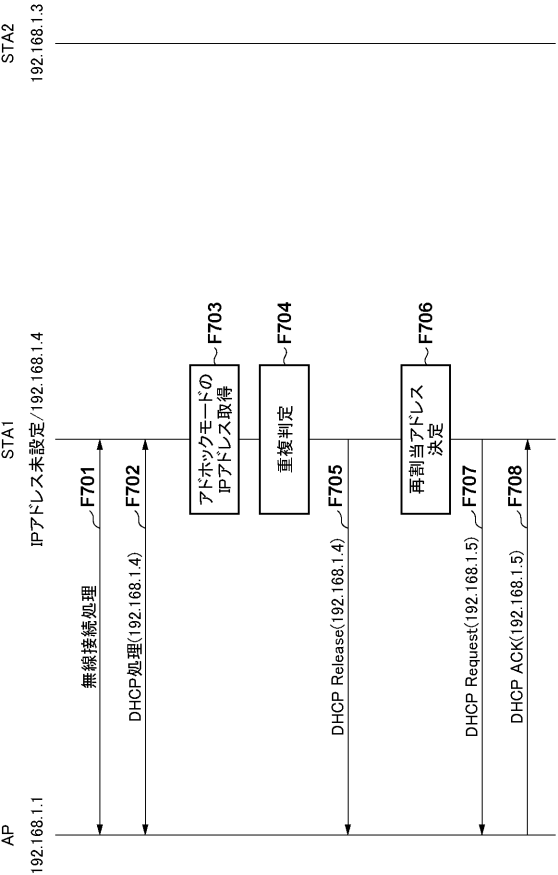 AP
192.168.1.1
STA1
IPアドレス未設定/192.168.1.4
STA2
192.168.1.3
無線接続処理
F701
DHCP処理(192.168.1.4)
F702
アドホックモードの
IPアドレス取得
F703
重複判定
F704
DHCP Release(192.168.1.4)
F705
再割当アドレス
決定
F706
DHCP Request(192.168.1.5)
F707
DHCP ACK(192.168.1.5)
F708